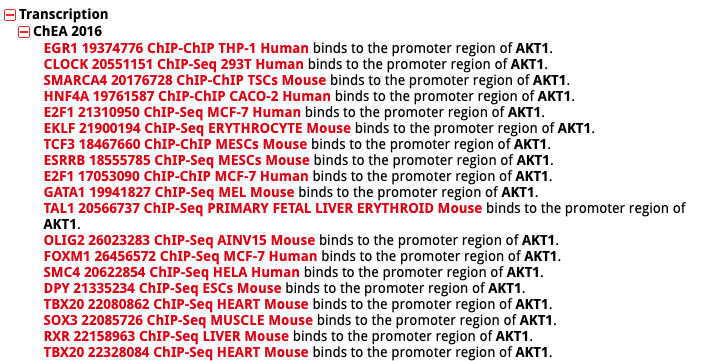 Transcription
ChEA 2016
EGR1 19374776 ChIP-ChIP THP-1 Human binds to the promoter region of AKT1.
CLOCK 20551151 ChIP-Seq 293T Human binds to the promoter region of AKT1.
SMARCA4 20176728 ChIP-ChIP TSCs Mouse binds to the promoter region of AKT1.
HNF4A 19761587 ChIP-ChIP CACO-2 Human binds to the promoter region of AKT1.
E2F1 21310950 ChIP-Seq MCF-7 Human binds to the promoter region of AKT1.
EKLF 21900194 ChIP-Seq ERYTHROCYTE Mouse binds to the promoter region of AKT1.
TCF3 18467660 ChIP-ChIP MESCs Mouse binds to the promoter region of AKT1.
ESRRB 18555785 ChIP-Seq MESCs Mouse binds to the promoter region of AKT1.
E2F1 17053090 ChIP-ChIP MCF-7 Human binds to the promoter region of AKT1.
GATA1 19941827 ChIP-Seq MEL Mouse binds to the promoter region of AKT1.
TAL1 20566737 ChIP-Seq PRIMARY FETAL LIVER ERYTHROID Mouse binds to the promoter region of
AKT1.
OLIG2 26023283 ChIP-Seq AINV15 Mouse binds to the promoter region of AKT1.
FOXM1 26456572 ChIP-Seq MCF-7 Human binds to the promoter region of AKT1.
SMC4 20622854 ChIP-Seq HELA Human binds to the promoter region of AKT1.
DPY 21335234 ChIP-Seq ESCs Mouse binds to the promoter region of AKT1.
TBX20 22080862 ChIP-Seq HEART Mouse binds to the promoter region of AKT1.
SOX3 22085726 ChIP-Seq MUSCLE Mouse binds to the promoter region of AKT1.
RXR 22158963 ChIP-Seq LIVER Mouse binds to the promoter region of AKT1.
TBX20 22328084 ChIP-Seq HEART Mouse binds to the promoter region of AKT1.